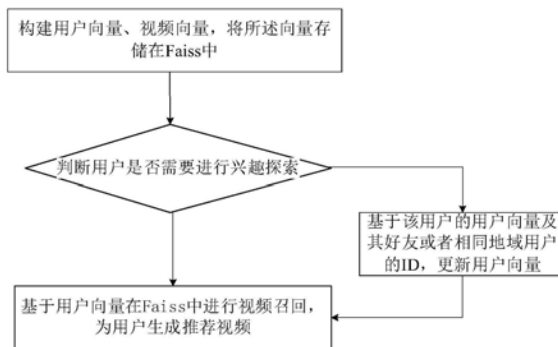 构建用户向量、视频向量，将所述向量存
储在Faiss中
判断用户是否需要进行兴趣探索
基于该用户的用户向量及
其好友或者相同地域用户
的ID，更新用户向量
基于用户向量在Faiss中进行视频召回，
为用户生成推荐视频